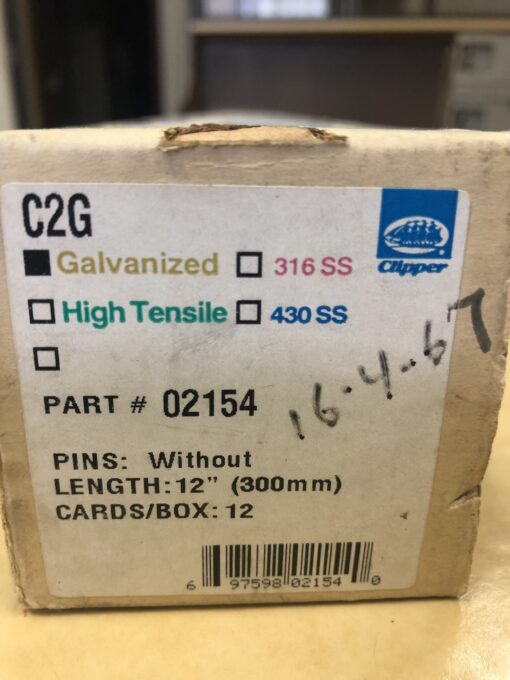 C2G
Galvanized 316 SS
Clipper
High Tensile 430 SS
PART # 02154
16-4-67
PINS: Without
LENGTH: 12" (300mm)
CARDS/BOX: 12
6 97598 02154 0